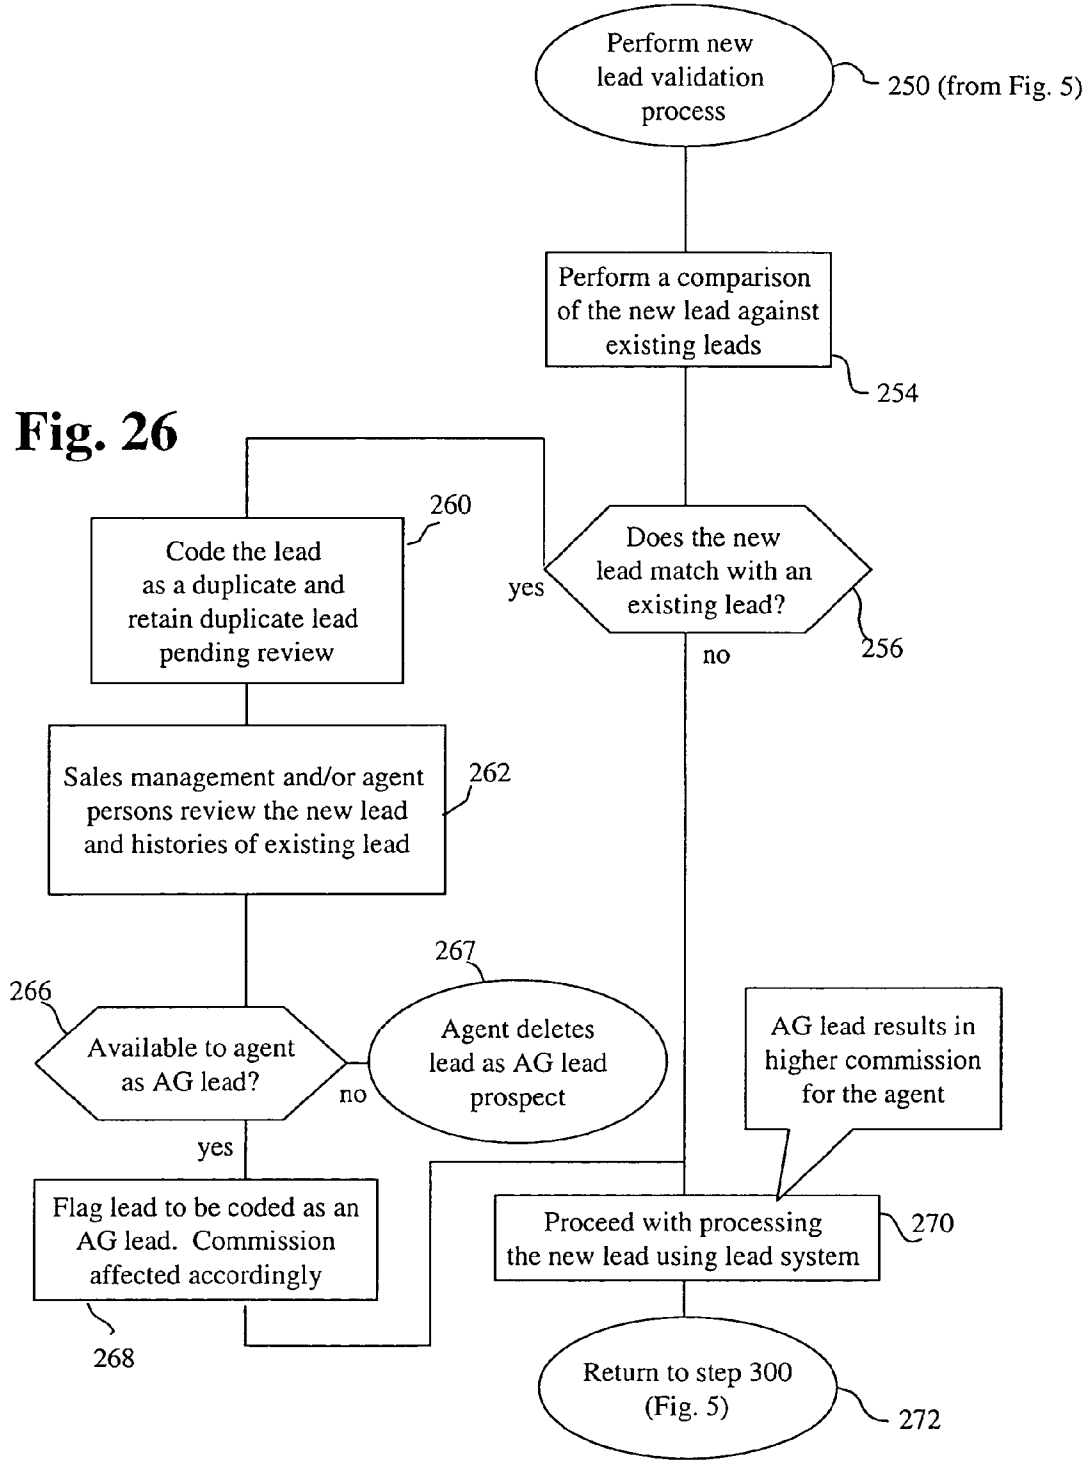 Perform new
lead validation
process
250 (from Fig. 5)
Perform a comparison
of the new lead against
existing leads
254
Fig. 26
260
Code the lead
as a duplicate and
retain duplicate lead
pending review
Does the new
lead match with an
existing lead?
yes
no
256
Sales management and/or agent
persons review the new lead
and histories of existing lead
262
266
Available to agent
as AG lead?
no
yes
267
Agent deletes
lead as AG lead
prospect
AG lead results in
higher commission
for the agent
Flag lead to be coded as an
AG lead.  Commission
affected accordingly
268
Proceed with processing
the new lead using lead system
270
Return to step 300
(Fig. 5)
272